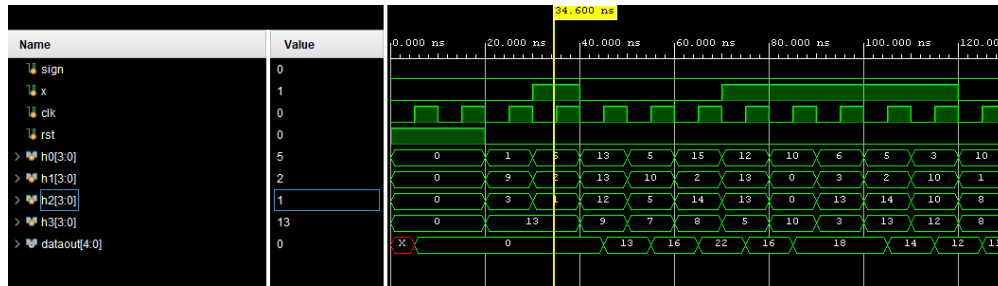 34.600 ns
Name Value 0.000 ns 20.000 ns 40.000 ns 60.000 ns 80.000 ns 100.000 ns 120.00
sign 0
x 1
clk 0
rst 0
h0[3:0] 5 0 1 5 13 5 15 12 10 6 5 3 10
h1[3:0] 2 0 9 2 13 10 2 13 0 3 2 10 1
h2[3:0] 1 0 3 1 12 5 14 13 0 13 14 10 8
h3[3:0] 13 0 13 9 7 8 5 10 3 13 12 8
dataout[4:0] 0 X 0 13 16 22 16 18 14 12 11